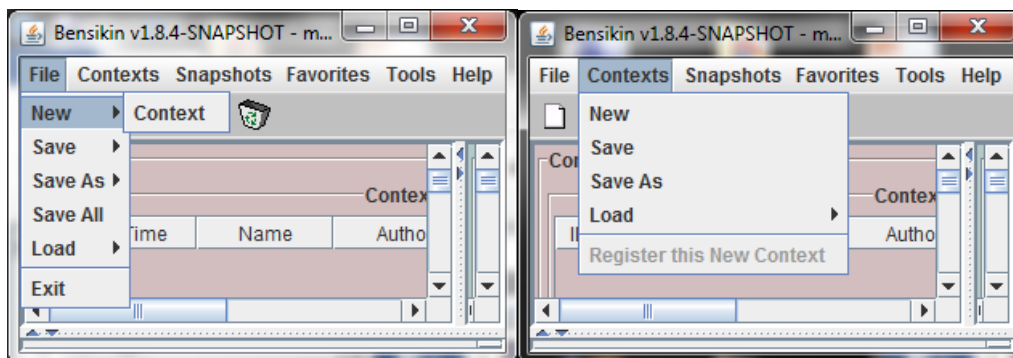 Bensikin v1.8.4-SNAPSHOT - m...
File Contexts Snapshots Favorites Tools Help
New Context
Save
Save As
Contex
Save All
Time Name Autho
Load
Exit
Bensikin v1.8.4-SNAPSHOT - m...
File Contexts Snapshots Favorites Tools Help
New
Save
Con
Save As
Contex
Load
Autho
Register this New Context